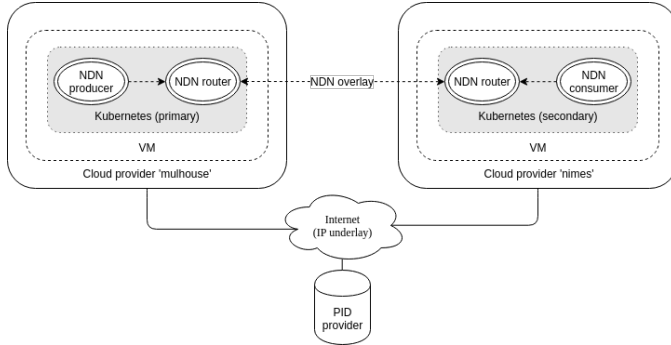 NDN
producer
NDN router
Kubernetes (primary)
VM
Cloud provider 'mulhouse'
NDN overlay
NDN router
NDN
consumer
Kubernetes (secondary)
VM
Cloud provider 'nimes'
Internet
(IP underlay)
PID
provider